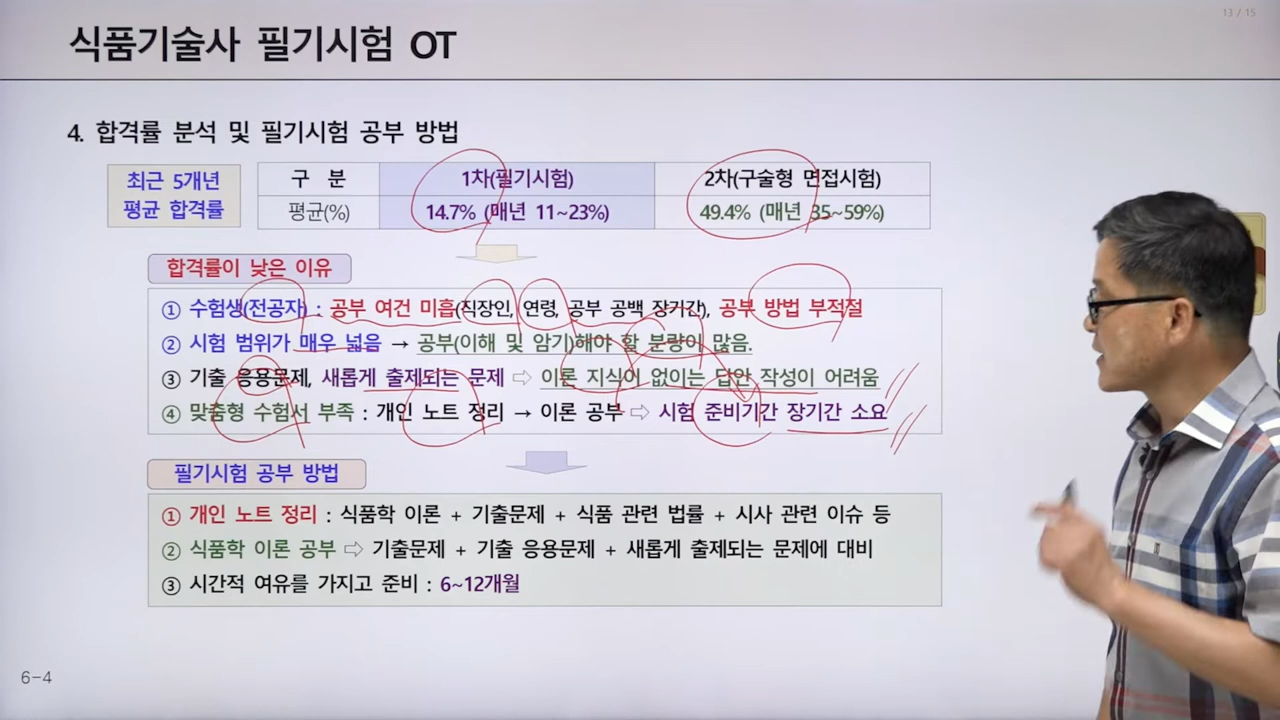 13 / 15
식품기술사 필기시험 OT
4. 합격률 분석 및 필기시험 공부 방법
최근 5개년
평균 합격률
구 분 1차(필기시험) 2차(구술형 면접시험)
평균(%) 14.7% (매년 11~23%) 49.4% (매년 35~59%)
합격률이 낮은 이유
① 수험생(전공자) : 공부 여건 미흡(직장인, 연령, 공부 공백 장기간), 공부 방법 부적절
② 시험 범위가 매우 넓음 → 공부(이해 및 암기)해야 할 분량이 많음.
③ 기출 응용문제, 새롭게 출제되는 문제 ⇨ 이론 지식이 없이는 답안 작성이 어려움
④ 맞춤형 수험서 부족 : 개인 노트 정리 → 이론 공부 ⇨ 시험 준비기간 장기간 소요
필기시험 공부 방법
① 개인 노트 정리 : 식품학 이론 + 기출문제 + 식품 관련 법률 + 시사 관련 이슈 등
② 식품학 이론 공부 ⇨ 기출문제 + 기출 응용문제 + 새롭게 출제되는 문제에 대비
③ 시간적 여유를 가지고 준비 : 6~12개월
6-4